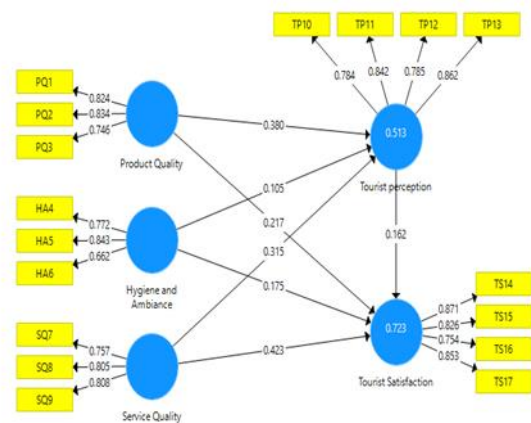 TP10 TP11 TP12 TP13
0.784 0.842 0.785 0.862
PQ1
PQ2
PQ3
0.824
0.834
0.746
Product Quality
0.380
0.513
Tourist perception
0.105
0.217
0.315
0.162
HA4
HA5
HA6
0.772
0.843
0.662
Hygiene and
Ambiance
0.175
TS14
TS15
TS16
TS17
0.871
0.826
0.754
0.853
0.723
Tourist Satisfaction
0.423
SQ7
SQ8
SQ9
0.757
0.805
0.808
Service Quality